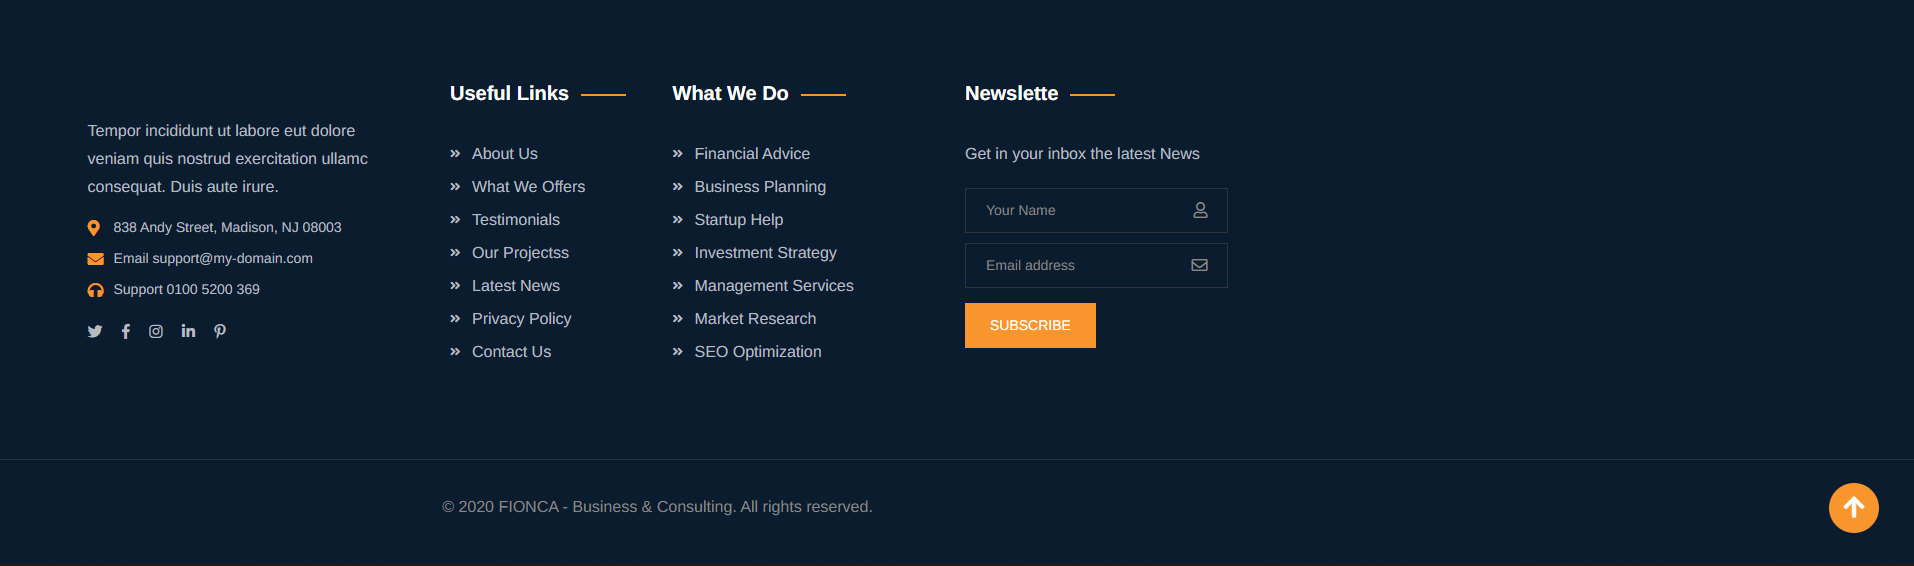 Tempor incididunt ut labore eut dolore
veniam quis nostrud exercitation ullamc
consequat. Duis aute irure.
838 Andy Street, Madison, NJ 08003
Email support@my-domain.com
Support 0100 5200 369
Useful Links
About Us
What We Offers
Testimonials
Our Projectss
Latest News
Privacy Policy
Contact Us
What We Do
Financial Advice
Business Planning
Startup Help
Investment Strategy
Management Services
Market Research
SEO Optimization
Newslette
Get in your inbox the latest News
Your Name
Email address
SUBSCRIBE
© 2020 FIONCA - Business & Consulting. All rights reserved.